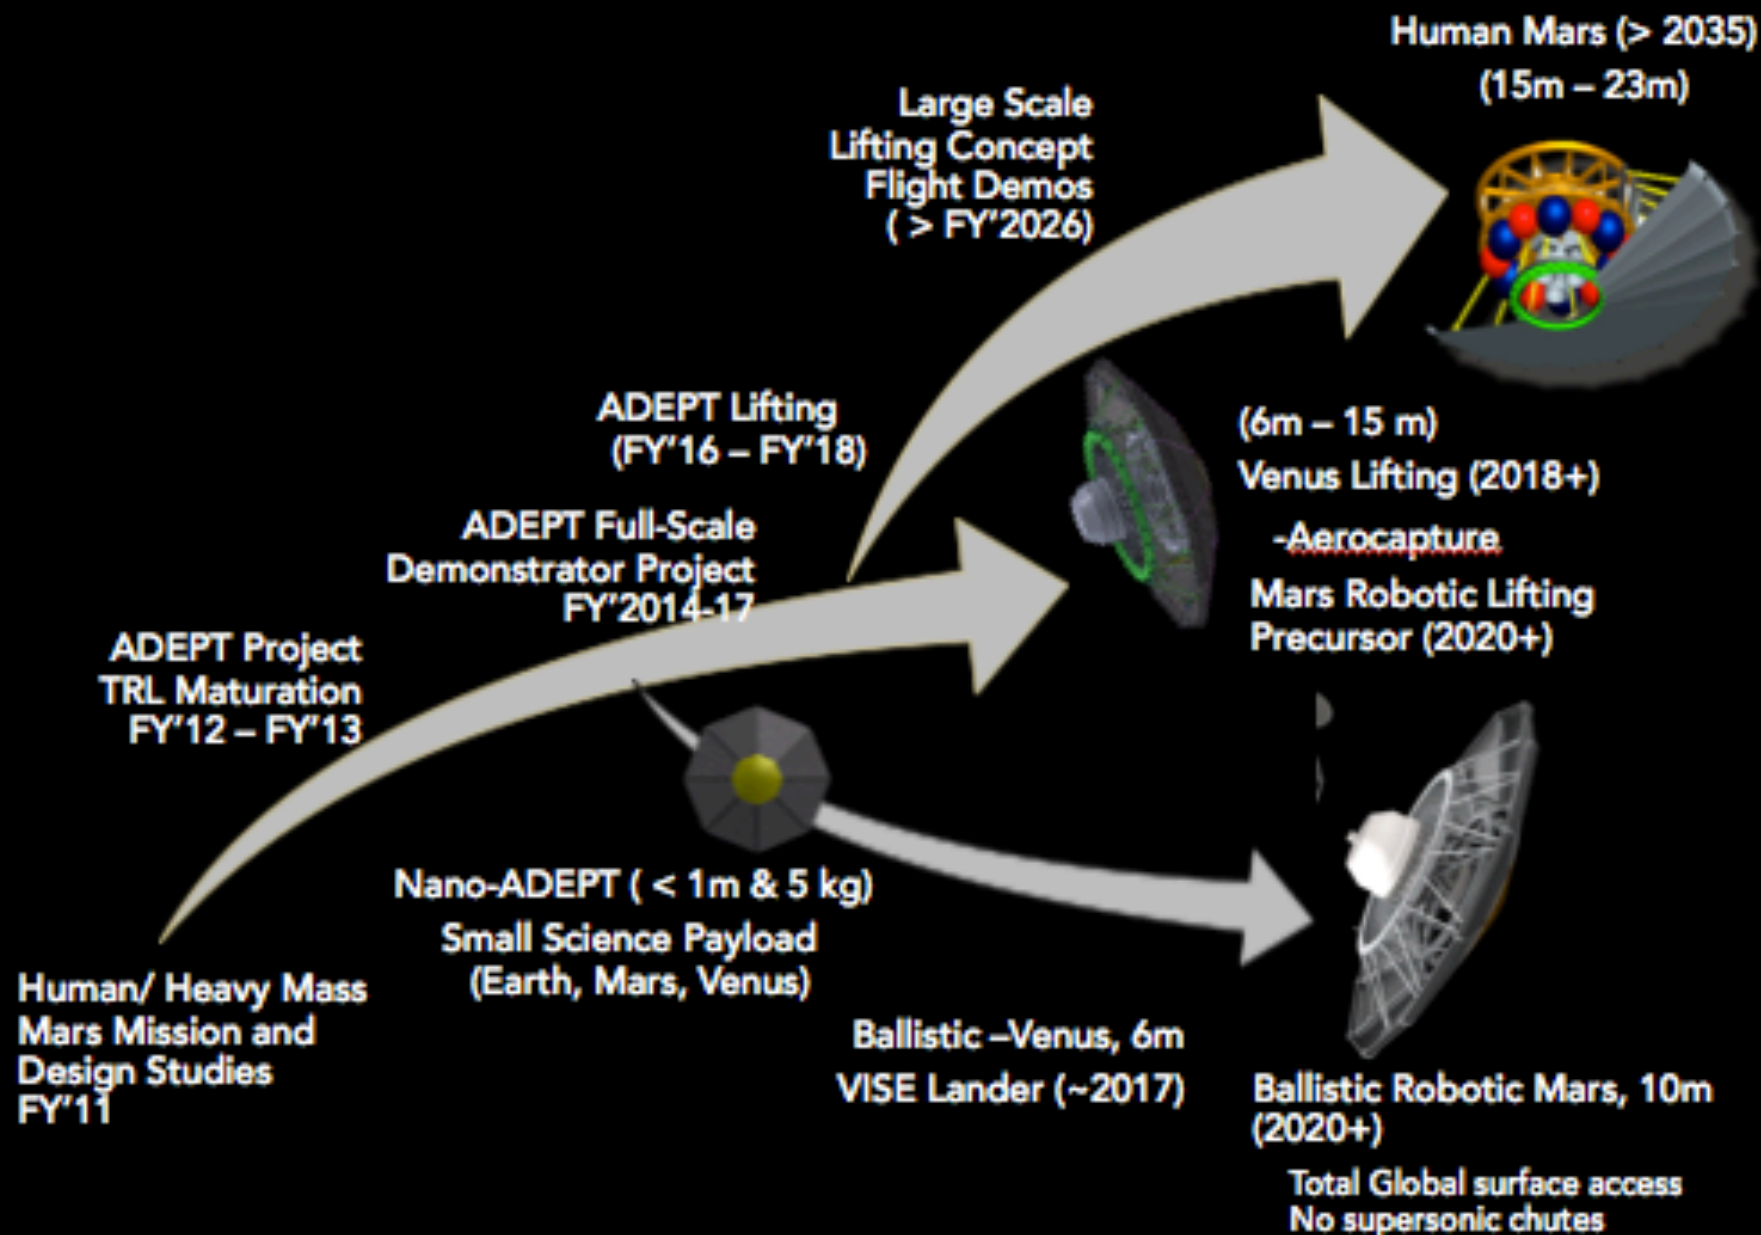 Human Mars (> 2035)
(15m – 23m)
Large Scale
Lifting Concept
Flight Demos
( > FY'2026)
ADEPT Lifting
(FY'16 – FY'18)
(6m – 15 m)
Venus Lifting (2018+)
-Aerocapture
Mars Robotic Lifting
Precursor (2020+)
ADEPT Full-Scale
Demonstrator Project
FY'2014-17
ADEPT Project
TRL Maturation
FY'12 – FY'13
Nano-ADEPT ( < 1m & 5 kg)
Small Science Payload
(Earth, Mars, Venus)
Human/ Heavy Mass
Mars Mission and
Design Studies
FY'11
Ballistic –Venus, 6m
VISE Lander (~2017)
Ballistic Robotic Mars, 10m
(2020+)
Total Global surface access
No supersonic chutes